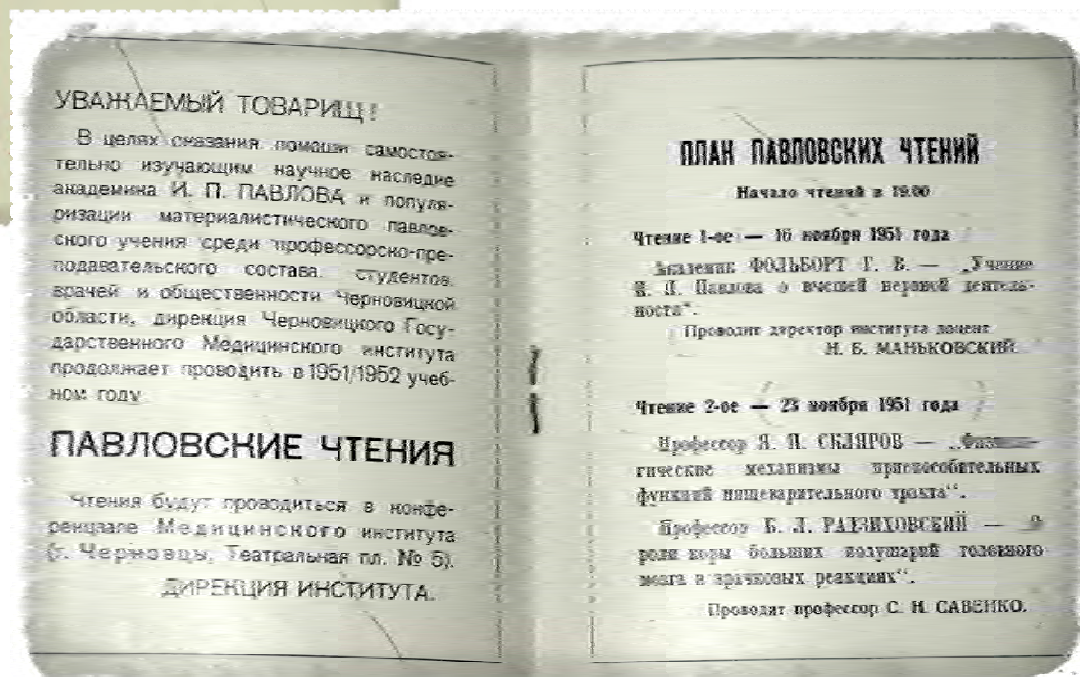 УВАЖАЕМЫЙ ТОВАРИЩ!
В целях оказания помощи самостоя-
тельно изучающим научное наследие
академика И. П. ПАВЛОВА и популя-
ризации материалистического павлов-
ского учения среди профессорско-пре-
подавательского состава, студентов,
врачей и общественности Черновицкой
области, дирекция Черновицкого Госу-
дарственного Медицинского института
продолжает проводить в 1951/1952 учеб-
ном году
ПАВЛОВСКИЕ ЧТЕНИЯ
Чтения будут проводиться в конфе-
ренцзале Медицинского института
(г. Черновцы, Театральная пл. № 5).
ДИРЕКЦИЯ ИНСТИТУТА.
ПЛАН ПАВЛОВСКИХ ЧТЕНИЙ
Начало чтений в 19.00
Чтение 1-ое — 16 ноября 1951 года
Академик ФОЛЬБОРТ Г. В. — „Учение
И. П. Павлова о высшей нервной деятель-
ности“.
Проводит директор института доцент
Н. Б. МАНЬКОВСКИЙ.
Чтение 2-ое — 23 ноября 1951 года
Профессор Я. П. СКЛЯРОВ —
гические механизмы приспособительных
функций пищеварительного тракта“.
Профессор Б. Л. РАДЗИХОВСКИЙ — „О
роли коры больших полушарий головного
мозга в зрачковых реакциях“.
Проводит профессор С. Н. САВЕНКО.